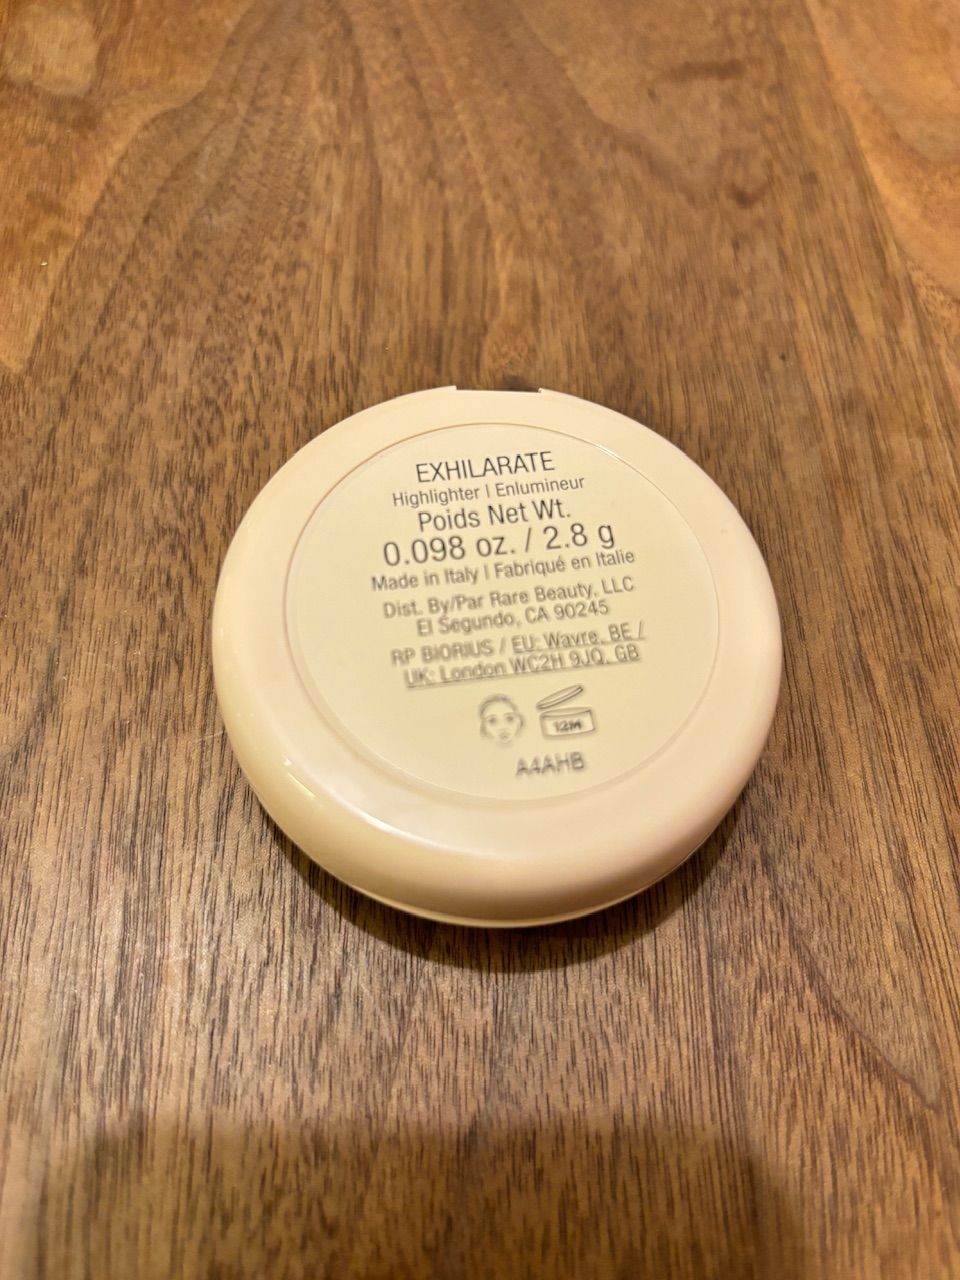 EXHILARATE
Highlighter | Enlumineur
Poids Net Wt.
0.098 oz. / 2.8 g
Made in Italy | Fabriqué en Italie
Dist. By/Par Rare Beauty, LLC
El Segundo, CA 90245
RP BIORIUS / EU: Wavre, BE /
UK: London WC2H 9JQ, GB
12M
A4AHB